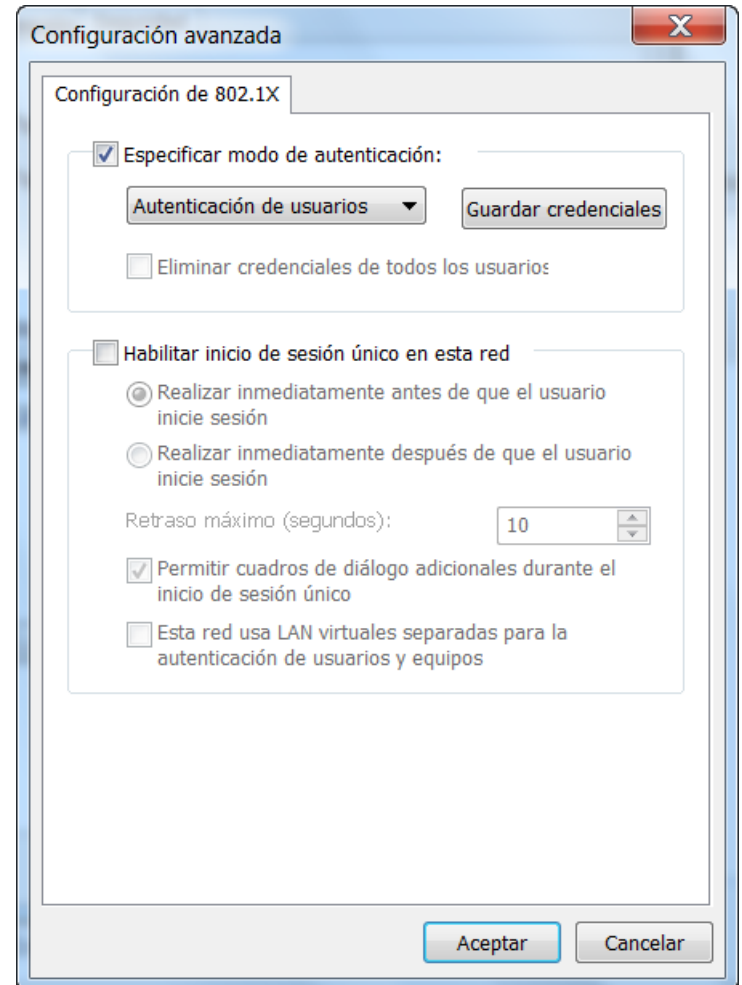 Configuración avanzada
X
Configuración de 802.1X
Especificar modo de autenticación:
Autenticación de usuarios
Guardar credenciales
Eliminar credenciales de todos los usuarios
Habilitar inicio de sesión único en esta red
Realizar inmediatamente antes de que el usuario
inicie sesión
Realizar inmediatamente después de que el usuario
inicie sesión
Retraso máximo (segundos):
10
Permitir cuadros de diálogo adicionales durante el
inicio de sesión único
Esta red usa LAN virtuales separadas para la
autenticación de usuarios y equipos
Aceptar
Cancelar